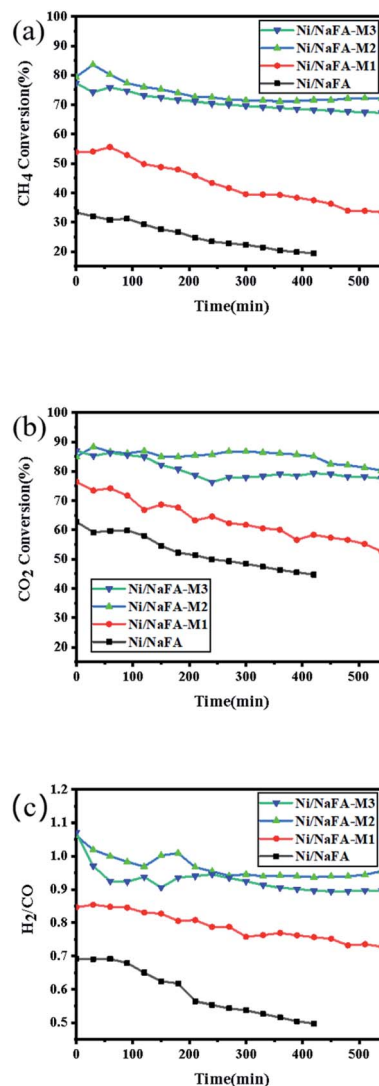 (a)
Ni/NaFA-M3
Ni/NaFA-M2
Ni/NaFA-M1
Ni/NaFA
CH4 Conversion(%)
100
90
80
70
60
50
40
30
20
0 100 200 300 400 500
Time(min)
(b)
CO2 Conversion(%)
100
90
80
70
60
50
40
30
20
Ni/NaFA-M3
Ni/NaFA-M2
Ni/NaFA-M1
Ni/NaFA
0 100 200 300 400 500
Time(min)
(c)
Ni/NaFA-M3
Ni/NaFA-M2
Ni/NaFA-M1
Ni/NaFA
H2/CO
1.2
1.1
1.0
0.9
0.8
0.7
0.6
0.5
0 100 200 300 400 500
Time(min)